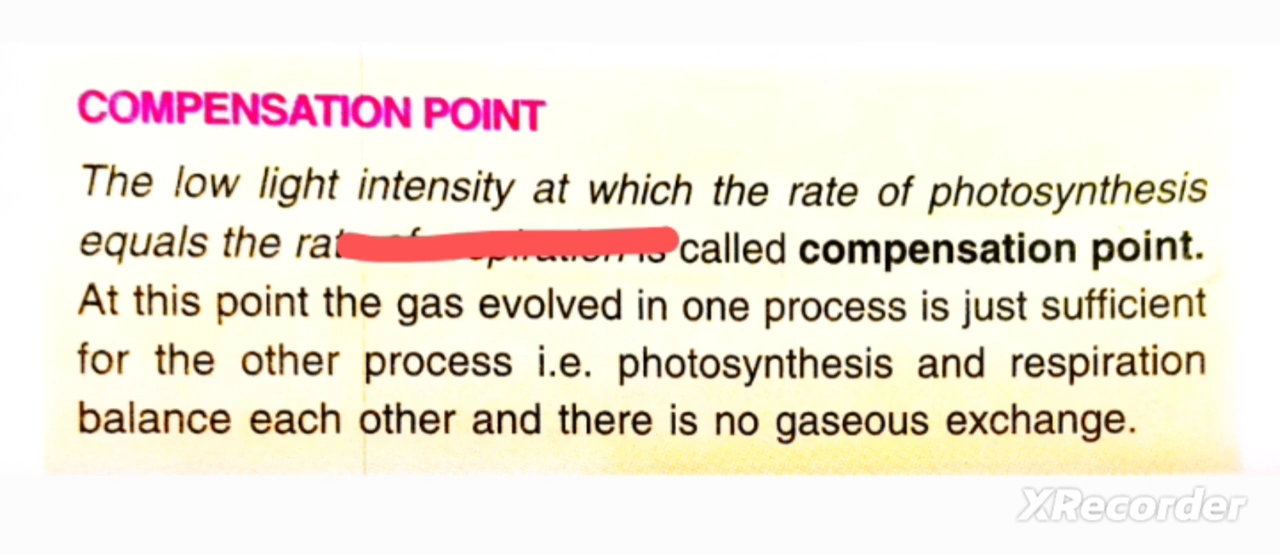 COMPENSATION POINT
The low light intensity at which the rate of photosynthesis
equals the is called compensation point.
At this point the gas evolved in one process is just sufficient
for the other process i.e. photosynthesis and respiration
balance each other and there is no gaseous exchange.
XRecorder